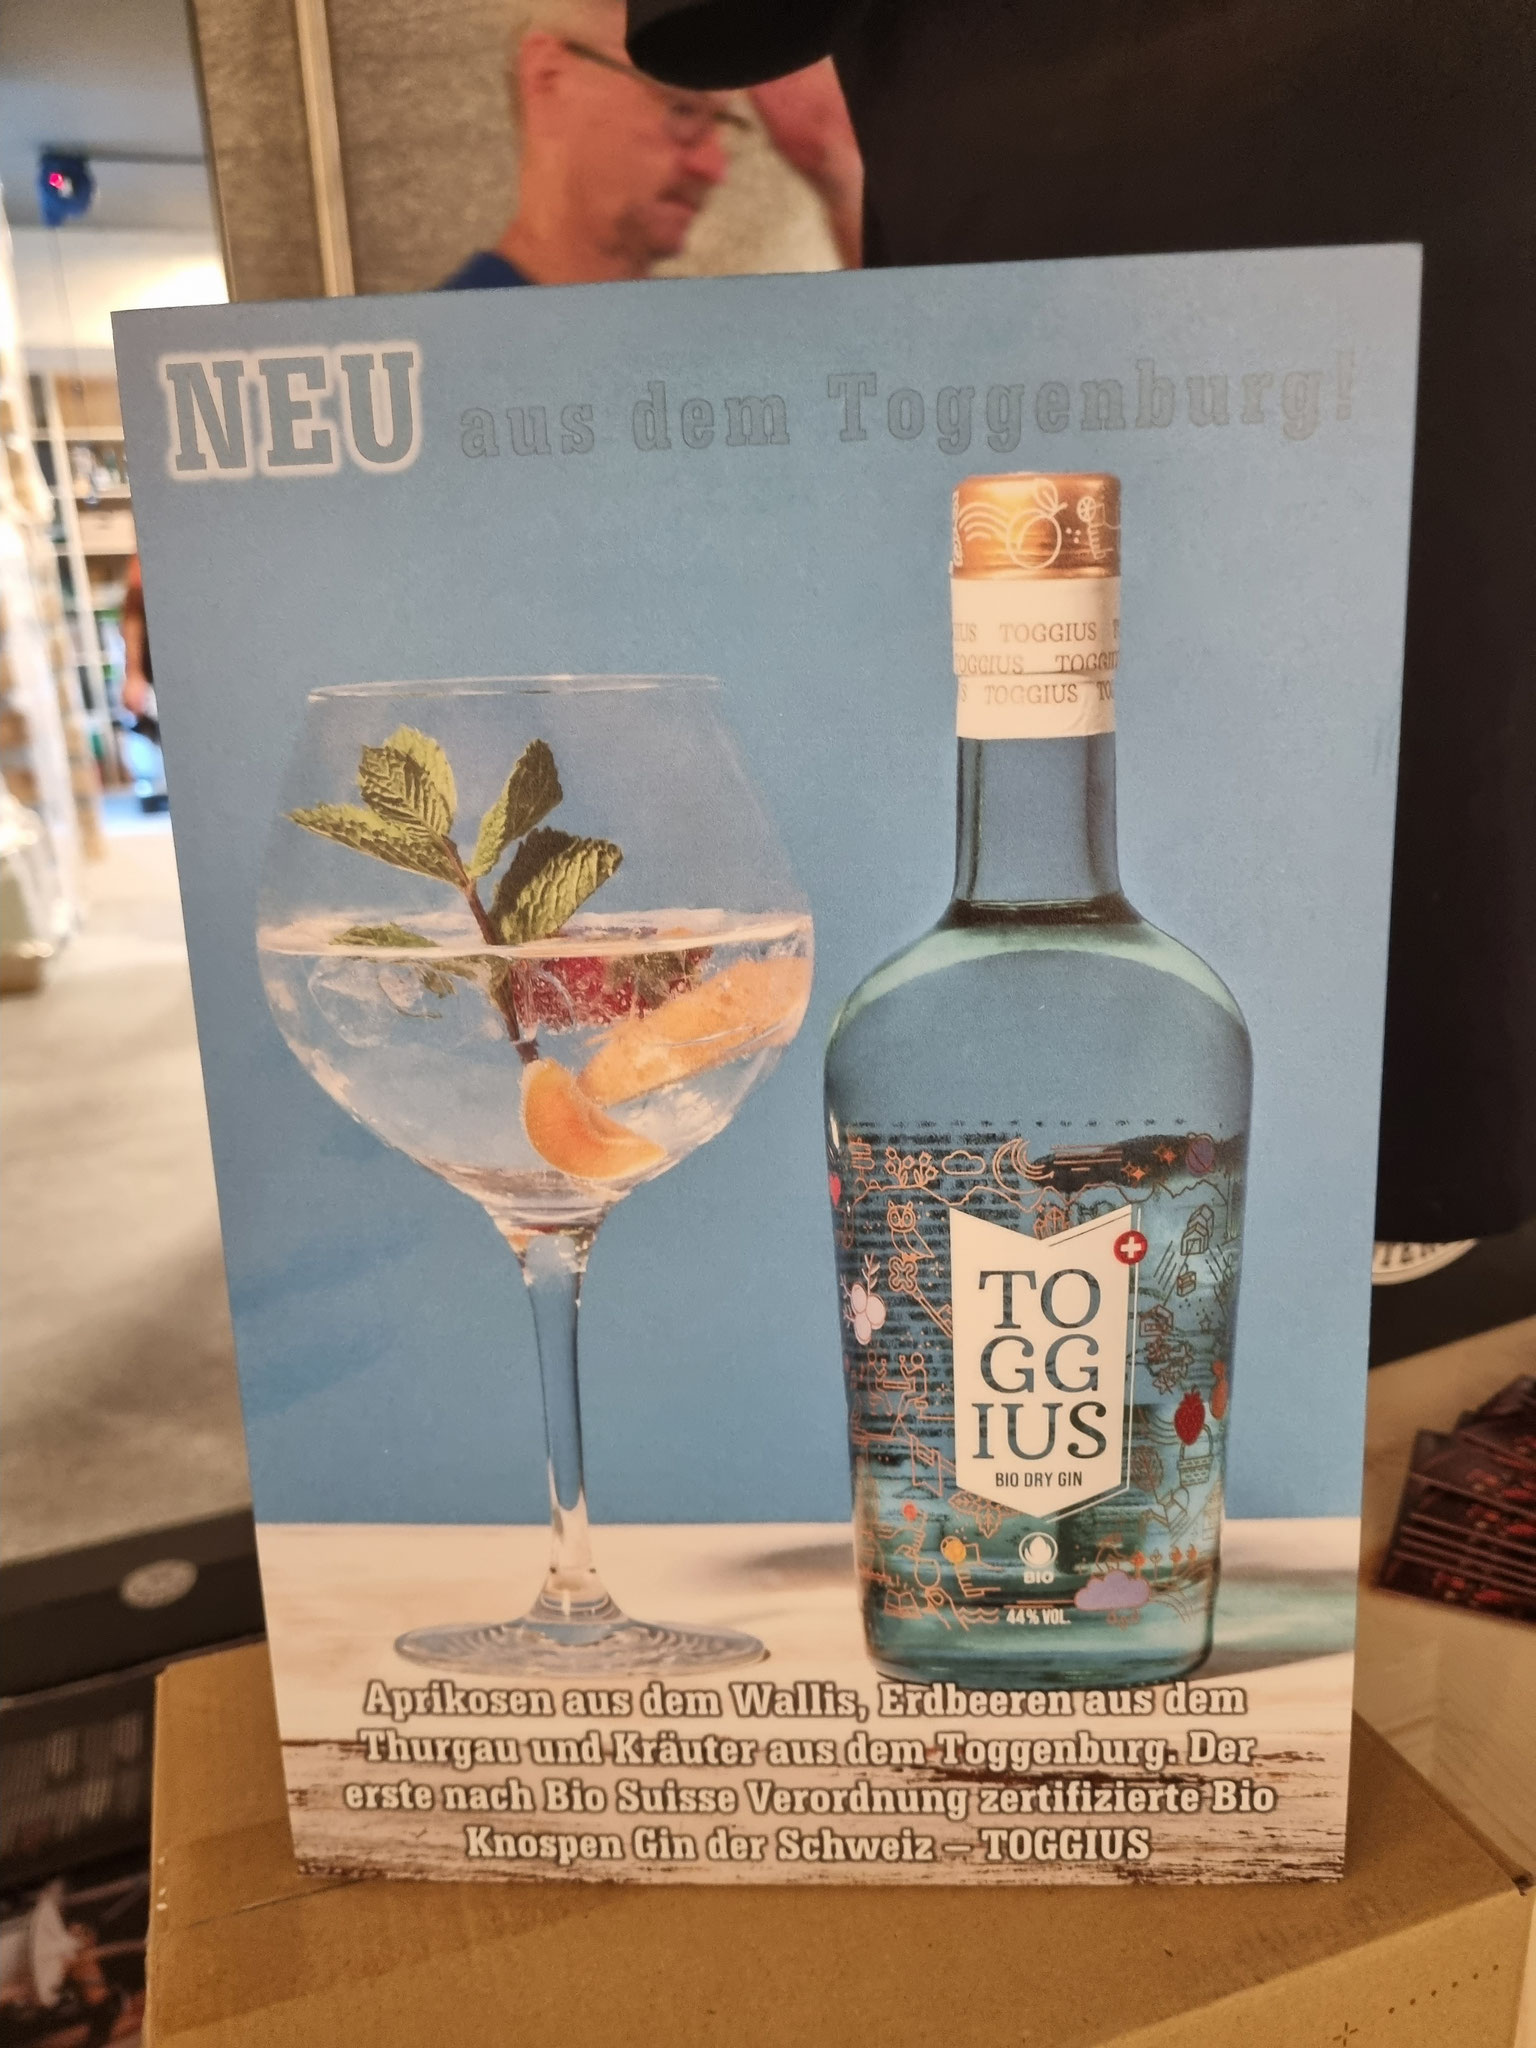 NEU aus dem Toggenburg!
TOGGIUS
TOGGIUS
TOGGIUS
TO
GG
IUS
BIO DRY GIN
BIO
44% VOL.
Aprikosen aus dem Wallis, Erdbeeren aus dem
Thurgau und Kräuter aus dem Toggenburg. Der
erste nach Bio Suisse Verordnung zertifizierte Bio
Knospen Gin der Schweiz – TOGGIUS